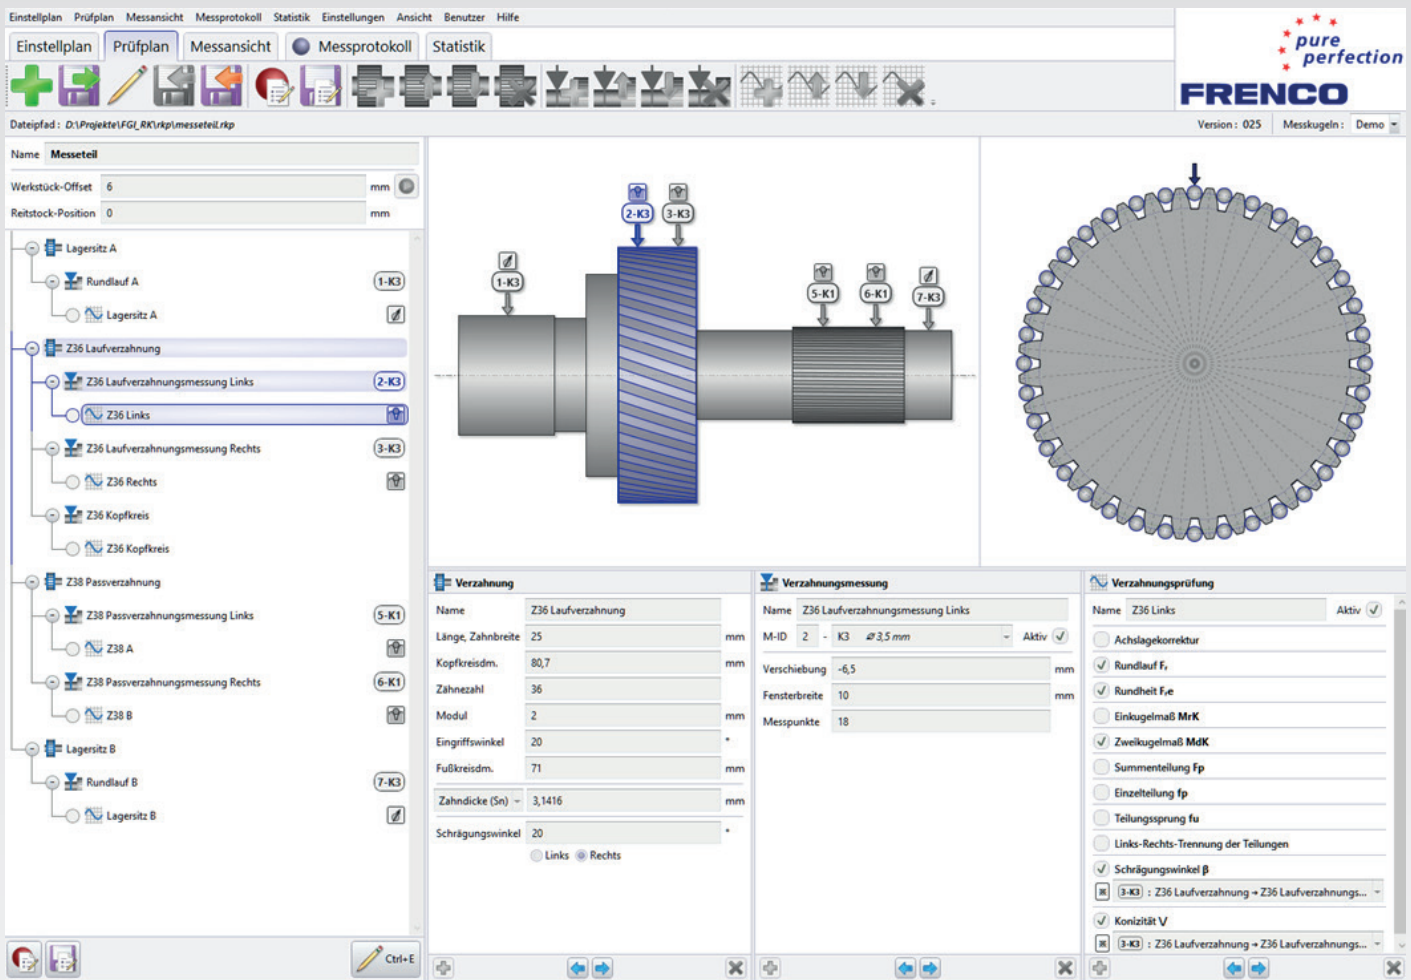 Einstellplan Prüfplan Messansicht Messprotokoll Statistik Einstellungen Ansicht Benutzer Hilfe
Einstellplan Prüfplan Messansicht Messprotokoll Statistik
pure
perfection
FRENCO
Dateipfad : D:\Projekte\FGI_RK\rkp\messeteil.rkp
Version : 025 Messkugeln : Demo
Name Messeteil
Werkstück-Offset 6 mm
Reitstock-Position 0 mm
Lagersitz A
Rundlauf A 1-K3
Lagersitz A
Z36 Laufverzahnung
Z36 Laufverzahnungsmessung Links 2-K3
Z36 Links
Z36 Laufverzahnungsmessung Rechts 3-K3
Z36 Rechts
Z36 Kopfkreis
Z36 Kopfkreis
Z38 Passverzahnung
Z38 Passverzahnungsmessung Links 5-K1
Z38 A
Z38 Passverzahnungsmessung Rechts 6-K1
Z38 B
Lagersitz B
Rundlauf B 7-K3
Lagersitz B
Ctrl+E
2-K3 3-K3
1-K3
5-K1 6-K1 7-K3
Verzahnung
Name Z36 Laufverzahnung
Länge, Zahnbreite 25 mm
Kopfkreisdm. 80,7 mm
Zähnezahl 36
Modul 2 mm
Eingriffswinkel 20 °
Fußkreisdm. 71 mm
Zahndicke (Sn) 3,1416 mm
Schrägungswinkel 20 °
Links Rechts
Verzahnungsmessung
Name Z36 Laufverzahnungsmessung Links
M-ID 2 - K3 Ø 3,5 mm Aktiv
Verschiebung -6,5 mm
Fensterbreite 10 mm
Messpunkte 18
Verzahnungsprüfung
Name Z36 Links Aktiv
Achslagekorrektur
Rundlauf Fr
Rundheit Fre
Einkugelmaß MrK
Zweikugelmaß MdK
Summenteilung Fp
Einzelteilung fp
Teilungssprung fu
Links-Rechts-Trennung der Teilungen
Schrägungswinkel β
3-K3 : Z36 Laufverzahnung → Z36 Laufverzahnungs...
Konizität V
3-K3 : Z36 Laufverzahnung → Z36 Laufverzahnungs...